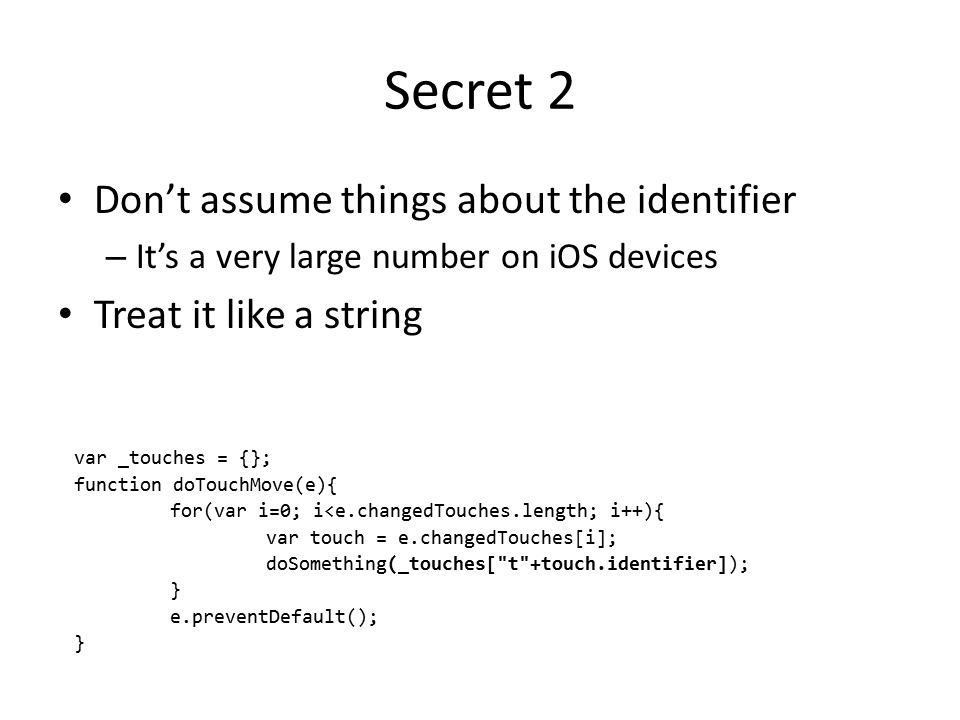 Secret 2
• Don’t assume things about the identifier
– It’s a very large number on iOS devices
• Treat it like a string
var _touches = {};
function doTouchMove(e){
for(var i=0; i<e.changedTouches.length; i++){
var touch = e.changedTouches[i];
doSomething(_touches["t"+touch.identifier]);
}
e.preventDefault();
}